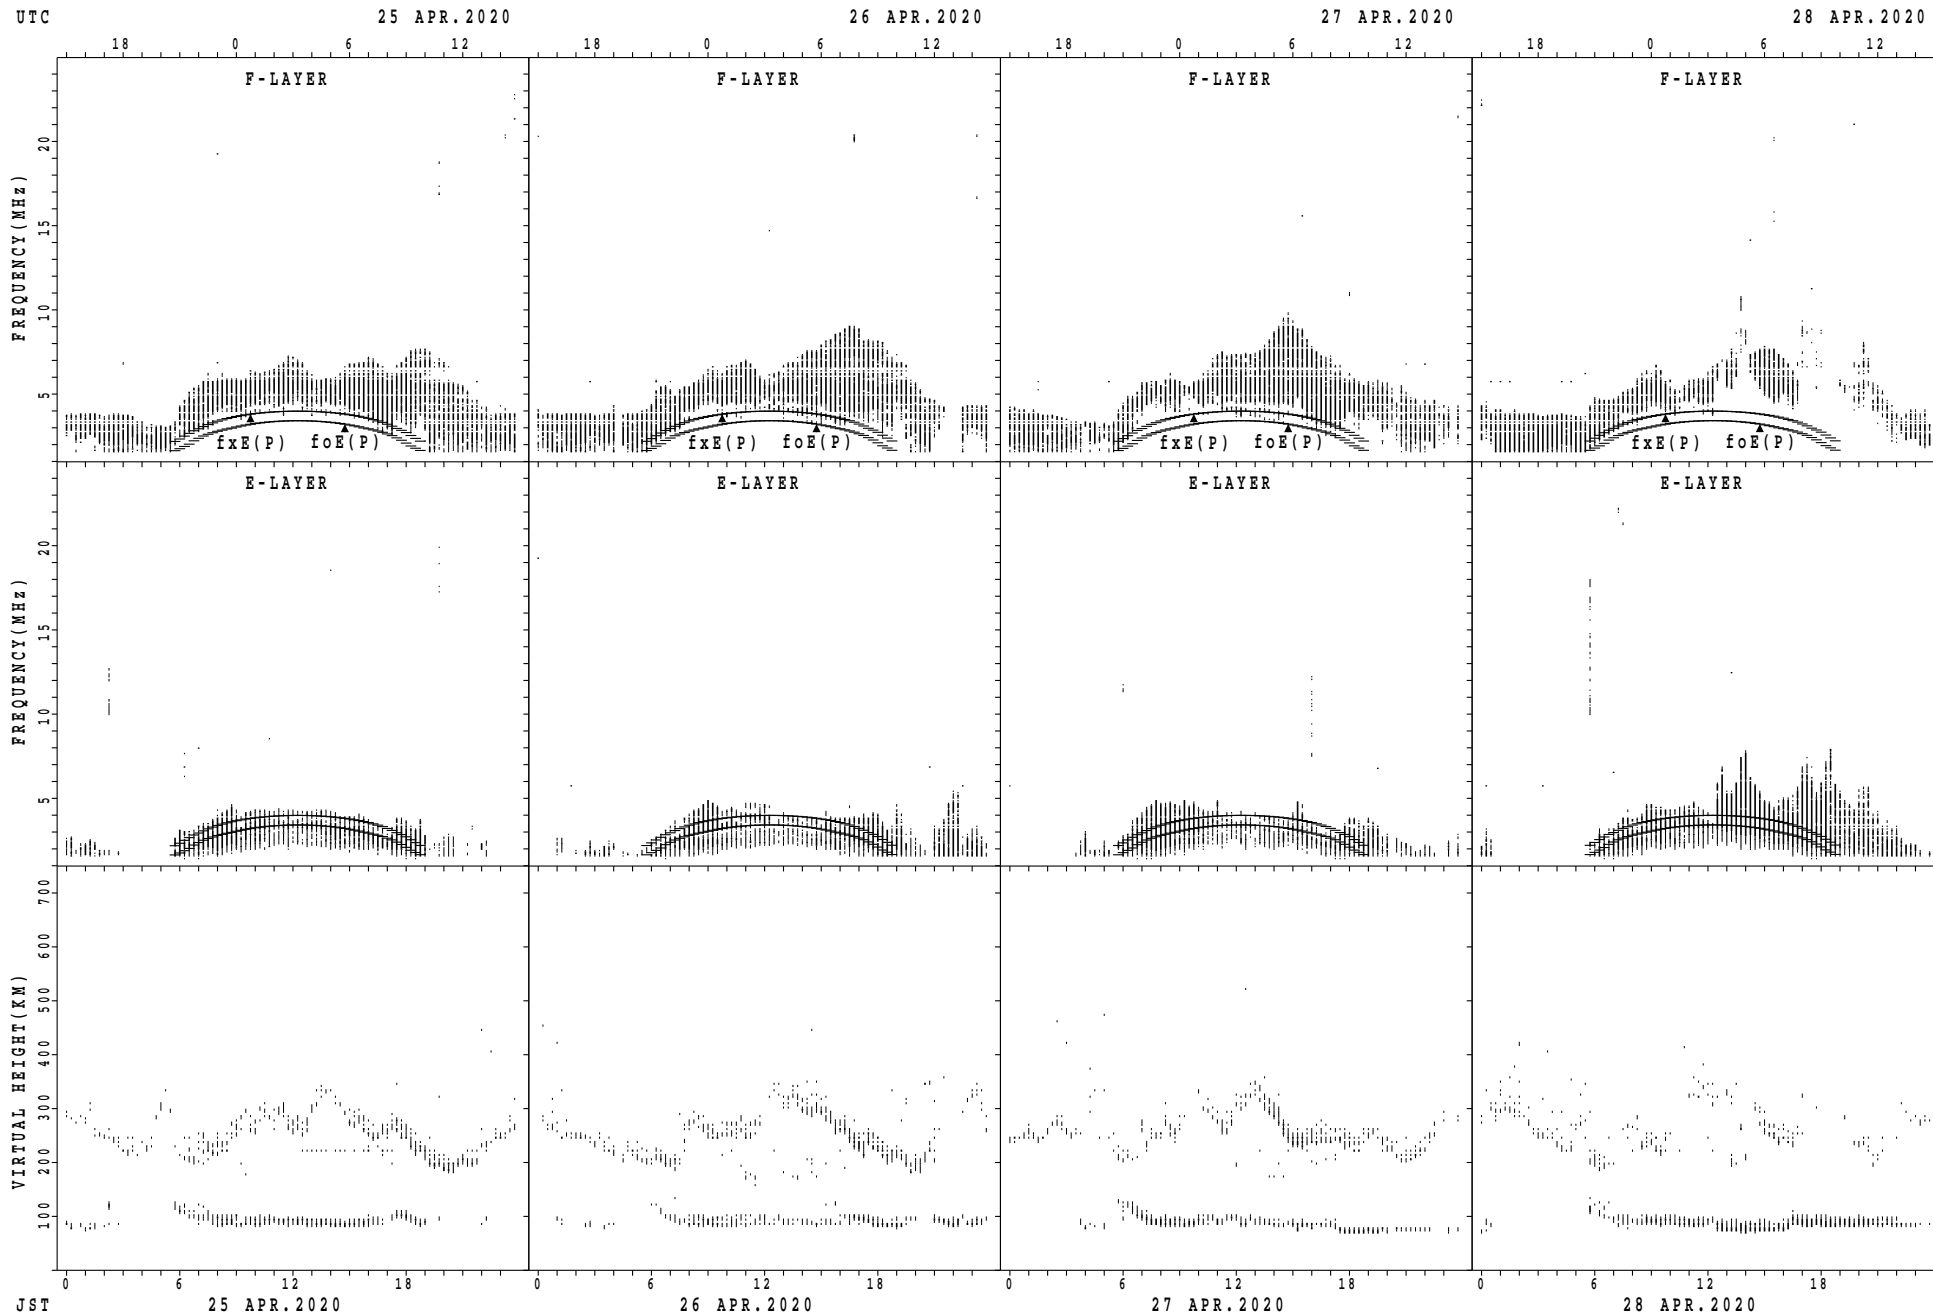 UTC 25 APR.2020 26 APR.2020 27 APR.2020 28 APR.2020
18 0 6 12 18 0 6 12 18 0 6 12 18 0 6 12
F-LAYER F-LAYER F-LAYER F-LAYER
FREQUENCY(MHz)
20
15
10
5
fxE(P) foE(P) fxE(P) foE(P) fxE(P) foE(P) fxE(P) foE(P)
E-LAYER E-LAYER E-LAYER E-LAYER
FREQUENCY(MHz)
20
15
10
5
VIRTUAL HEIGHT(KM)
700
600
500
400
300
200
100
0 6 12 18 0 6 12 18 0 6 12 18 0 6 12 18
JST 25 APR.2020 26 APR.2020 27 APR.2020 28 APR.2020